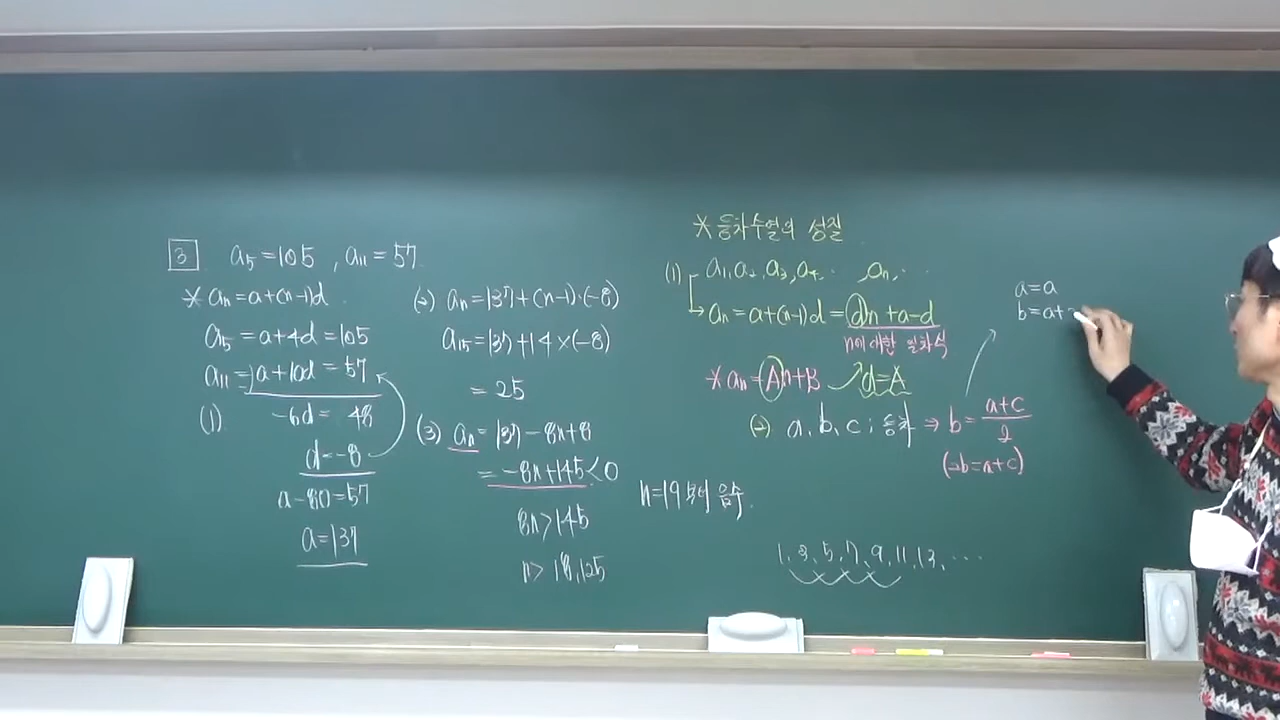 3 a₅=105 , a₁₁=57
* aₙ=a+(n-1)d
a₅=a+4d=105
a₁₁=a+10d=57
(1) -6d=48
d=-8
a-80=57
a=137
(2) aₙ=137+(n-1)·(-8)
a₁₅=137+14×(-8)
=25
(3) aₙ=137-8n+8
=-8n+145<0
8n>145
n>18.125
n=19부터 음수.
* 등차수열의 성질
(1) a₁, a₂, a₃, a₄, ··· , aₙ, ···
aₙ=a+(n-1)d=dn+a-d
n에 대한 일차식
* aₙ=An+B → d=A
(2) a, b, c ; 등차 ⇒ b=(a+c)/2
(2b=a+c)
1, 3, 5, 7, 9, 11, 13, ···
a=a
b=a+